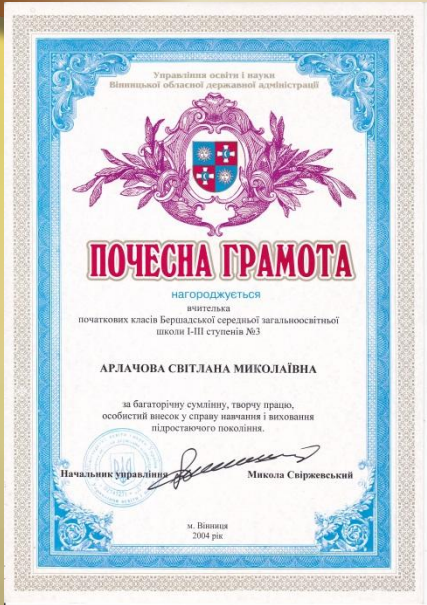 Управління освіти і науки
Вінницької обласної державної адміністрації
ПОЧЕСНА ГРАМОТА
нагороджується
вчителька
початкових класів Бершадської середньої загальноосвітньої
школи І-ІІІ ступенів №3
АРЛАЧОВА СВІТЛАНА МИКОЛАЇВНА
за багаторічну сумлінну, творчу працю,
особистий внесок у справу навчання і виховання
підростаючого покоління.
Начальник управління Микола Свіржевський
м. Вінниця
2004 рік